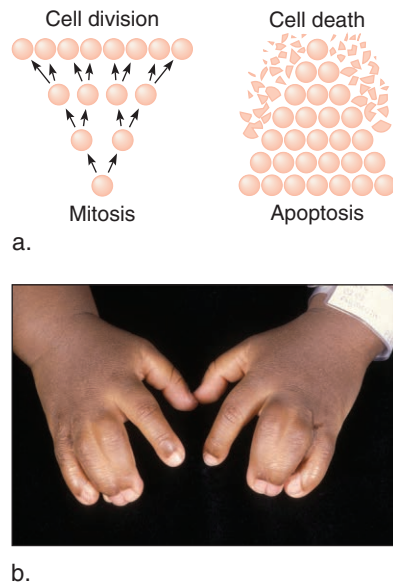 Cell division
Cell death
Mitosis
Apoptosis
a.
b.